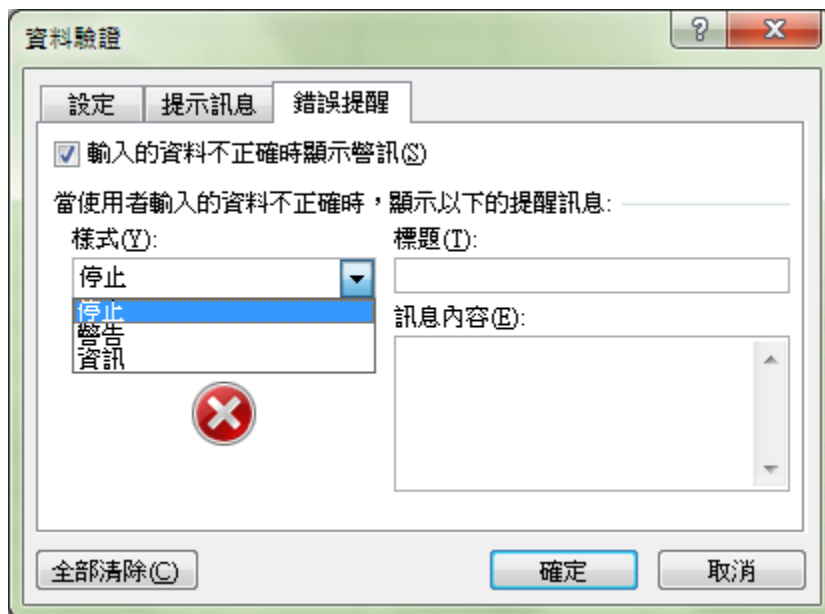 資料驗證
設定 提示訊息 錯誤提醒
輸入的資料不正確時顯示警訊(S)
當使用者輸入的資料不正確時，顯示以下的提醒訊息:
樣式(Y): 標題(T):
停止
停止
警告
資訊
訊息內容(E):
全部清除(C) 確定 取消